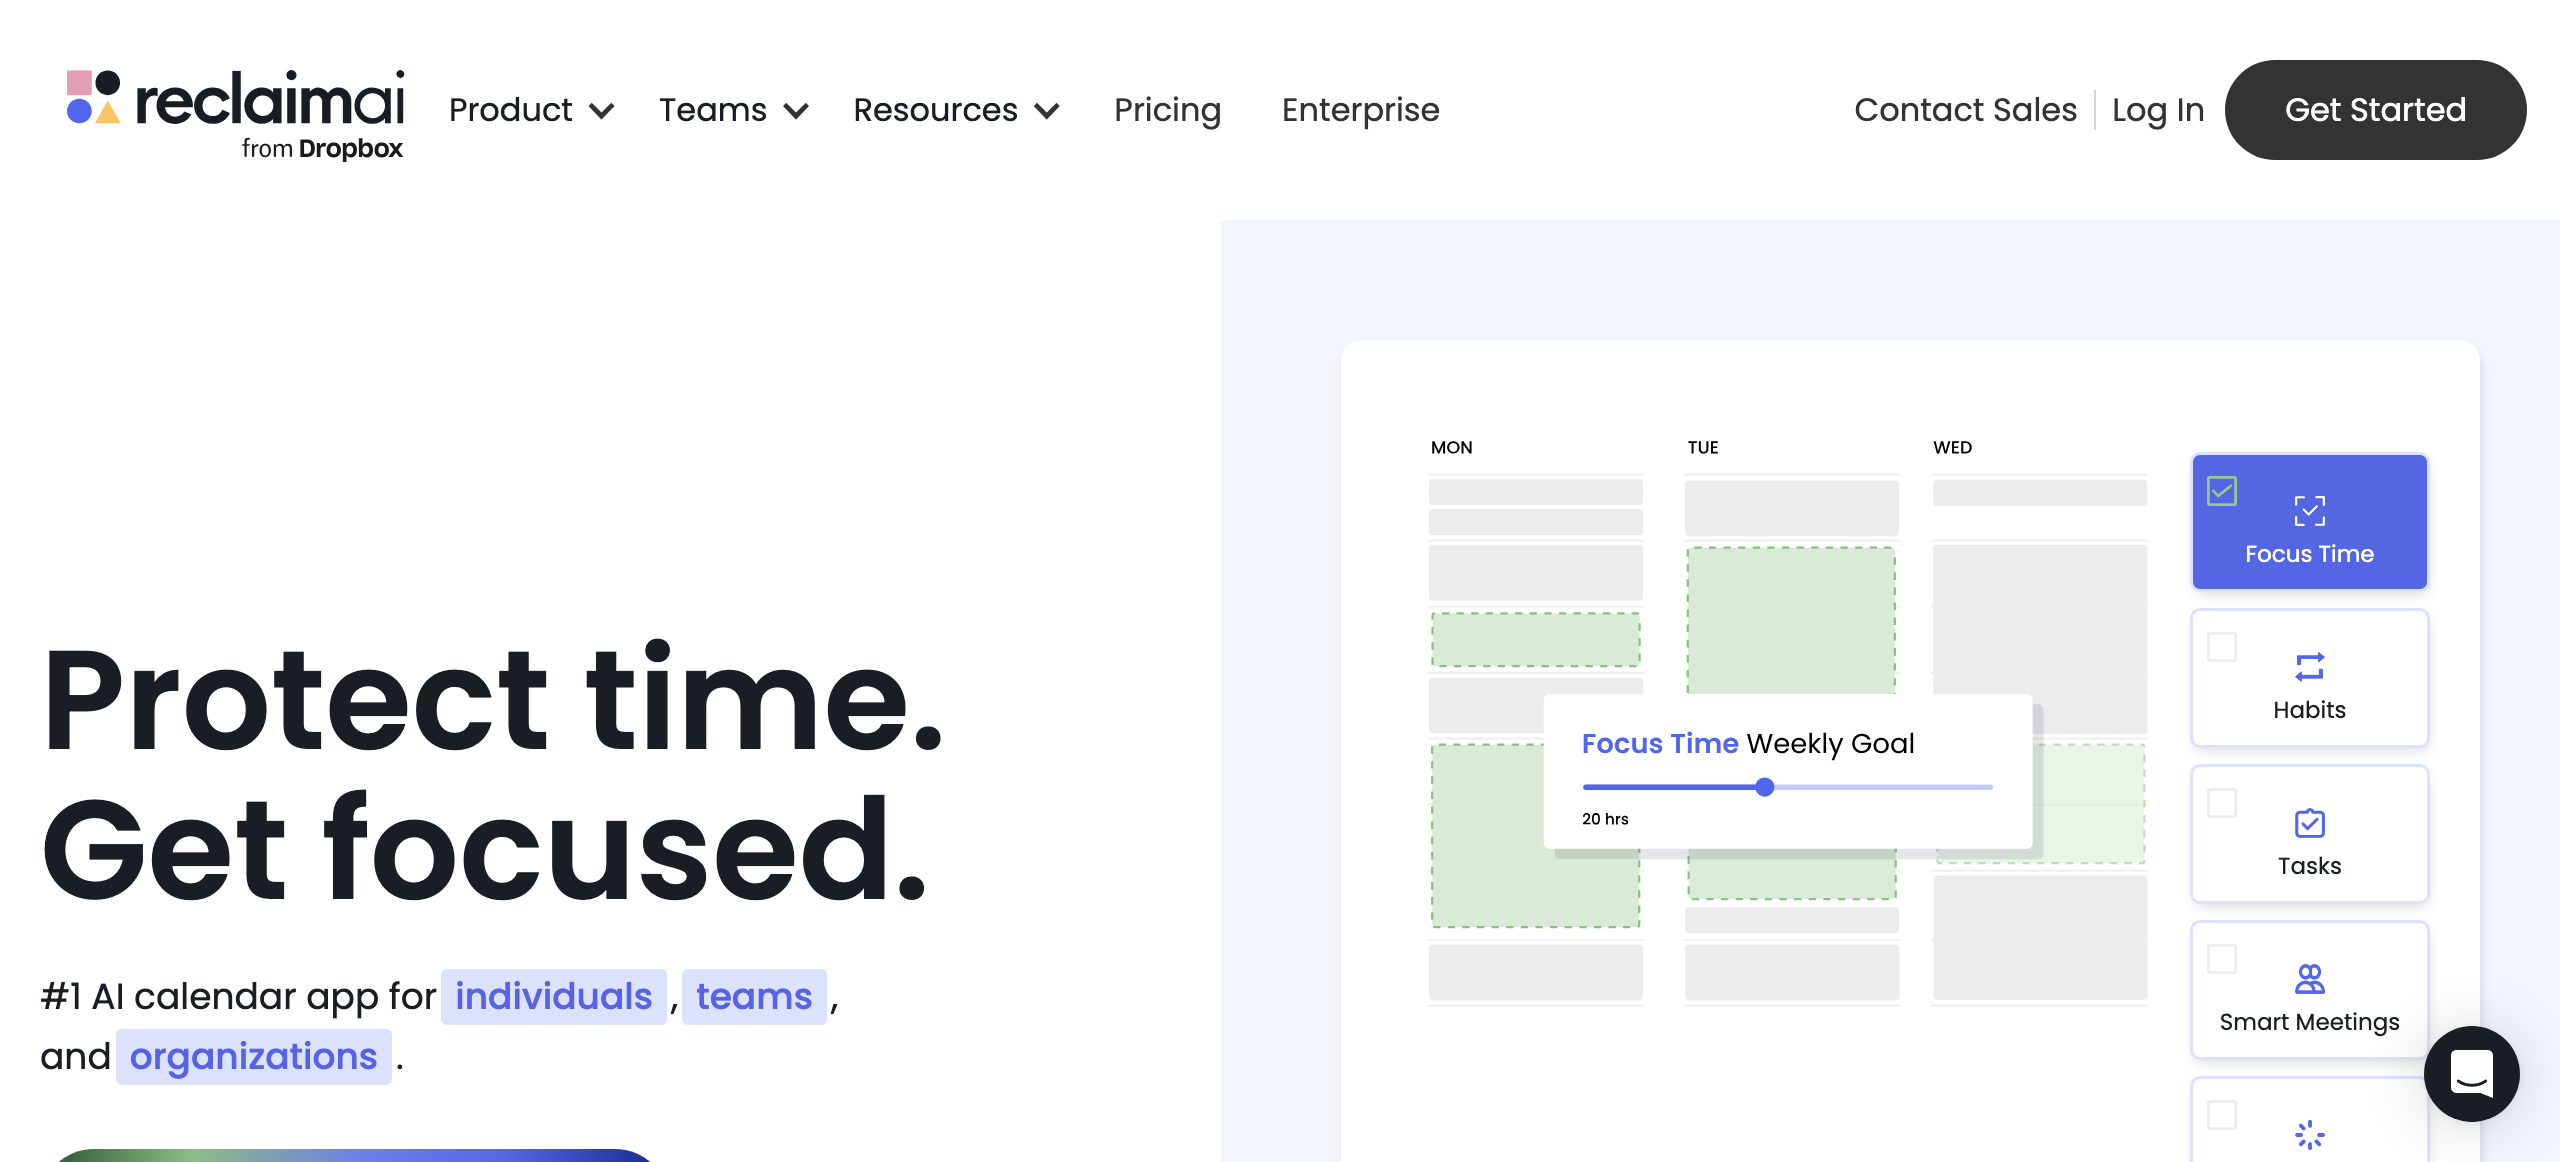 reclaimai
from Dropbox
Product
Teams
Resources
Pricing
Enterprise
Contact Sales
Log In
Get Started
Protect time.
Get focused.
#1 AI calendar app for individuals, teams,
and organizations.
MON
TUE
WED
Focus Time Weekly Goal
20 hrs
Focus Time
Habits
Tasks
Smart Meetings